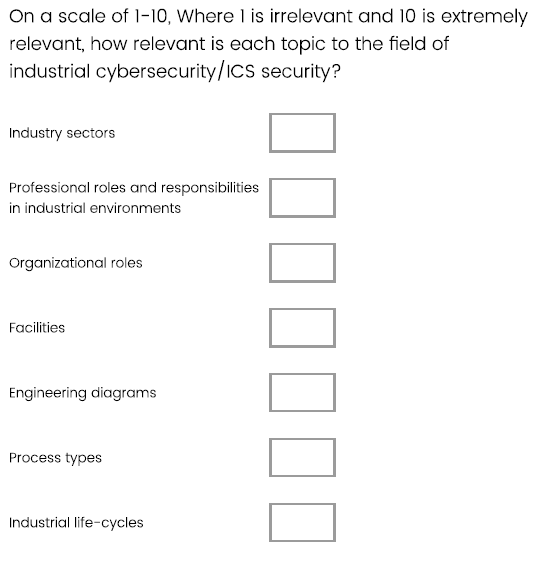 On a scale of 1-10, Where 1 is irrelevant and 10 is extremely
relevant, how relevant is each topic to the field of
industrial cybersecurity/ICS security?
Industry sectors
Professional roles and responsibilities
in industrial environments
Organizational roles
Facilities
Engineering diagrams
Process types
Industrial life-cycles